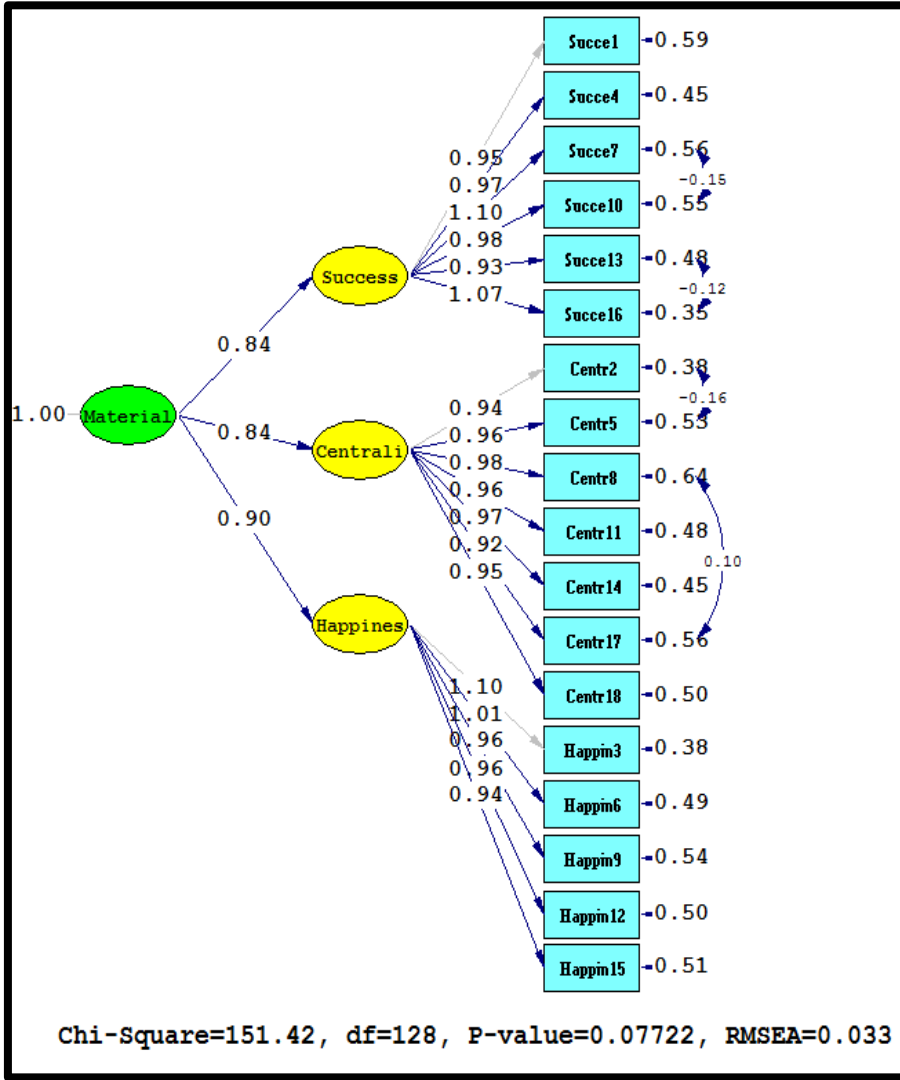 Succe1 0.59
Succe4 0.45
Succe7 0.56
-0.15
Succe10 0.55
Succe13 0.48
-0.12
Succe16 0.35
Centr2 0.38
-0.16
Centr5 0.53
Centr8 0.64
Centr11 0.48
0.10
Centr14 0.45
Centr17 0.56
Centr18 0.50
Happin3 0.38
Happin6 0.49
Happin9 0.54
Happin12 0.50
Happin15 0.51
0.95
0.97
1.10
0.98
0.93
1.07
0.94
0.96
0.98
0.96
0.97
0.92
0.95
1.10
1.01
0.96
0.96
0.94
Success
Centrali
Happines
0.84
0.84
0.90
1.00 Material
Chi-Square=151.42, df=128, P-value=0.07722, RMSEA=0.033